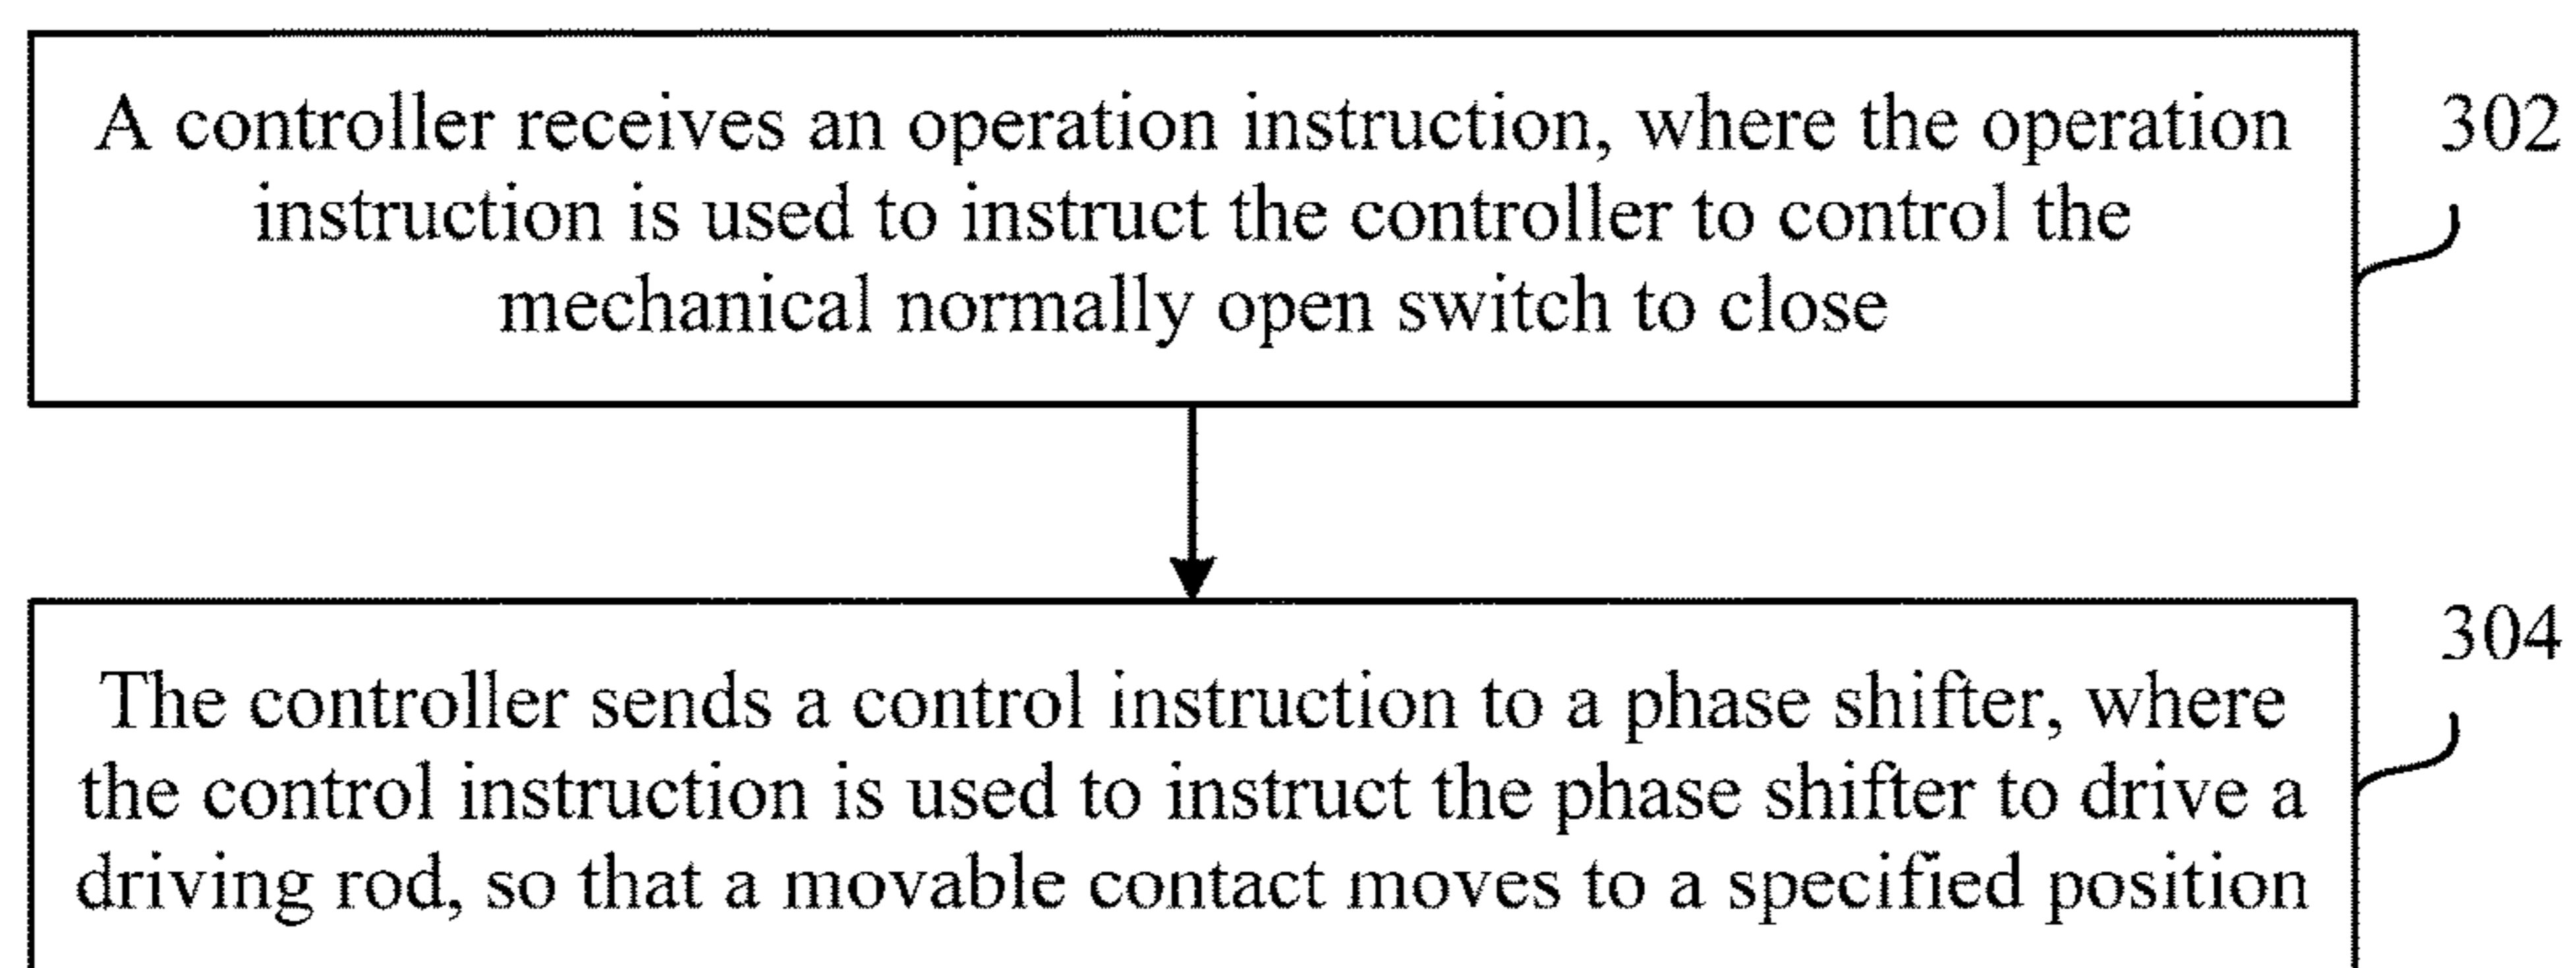 A controller receives an operation instruction, where the operation
instruction is used to instruct the controller to control the
mechanical normally open switch to close
302
The controller sends a control instruction to a phase shifter, where
the control instruction is used to instruct the phase shifter to drive a
driving rod, so that a movable contact moves to a specified position
304